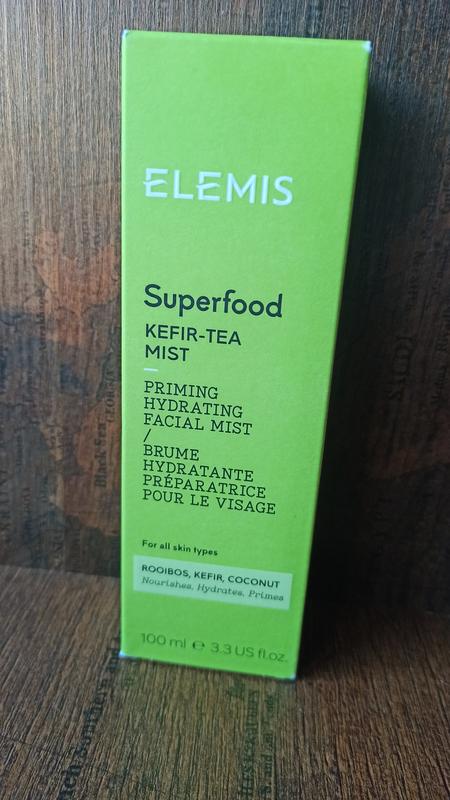 ELEMIS
Superfood
KEFIR-TEA
MIST
PRIMING
HYDRATING
FACIAL MIST
/
BRUME
HYDRATANTE
PRÉPARATRICE
POUR LE VISAGE
For all skin types
ROOIBOS, KEFIR, COCONUT
Nourishes, Hydrates, Primes
100 ml ℮ 3.3 US fl.oz.